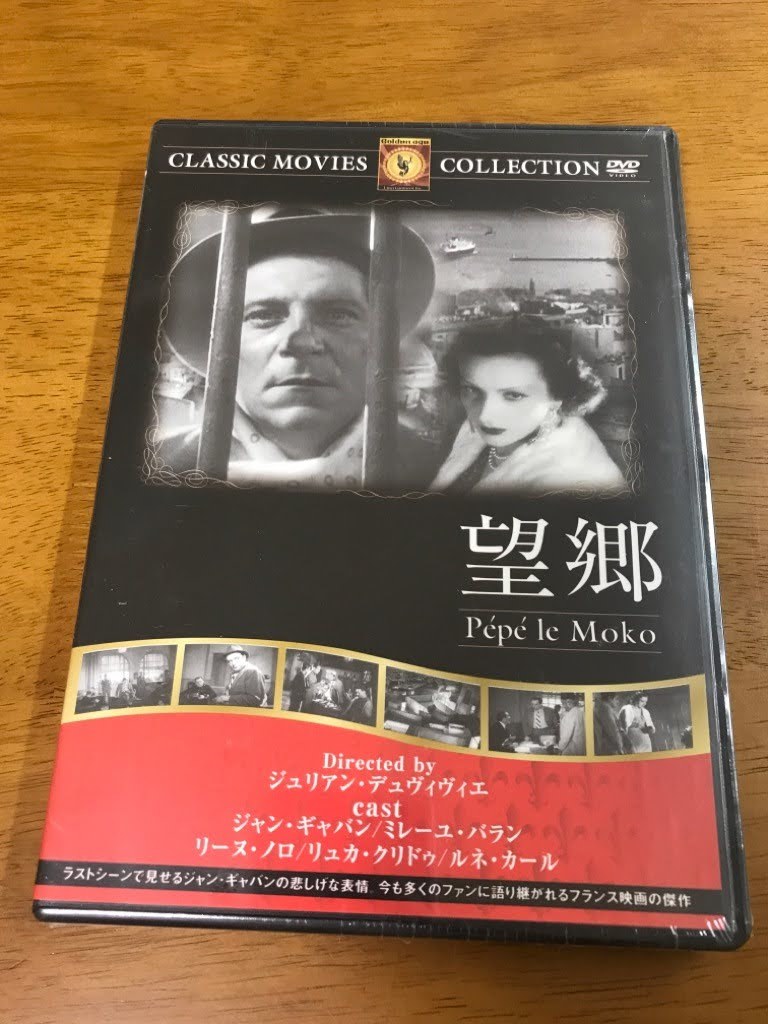 CLASSIC MOVIES COLLECTION DVD
VIDEO
Golden age
望郷
Pépé le Moko
Directed by
ジュリアン・デュヴィヴィエ
cast
ジャン・ギャバン/ミレーユ・バラン
リーヌ・ノロ/リュカ・クリドゥ/ルネ・カール
ラストシーンで見せるジャン・ギャバンの悲しげな表情 今も多くのファンに語り継がれるフランス映画の傑作